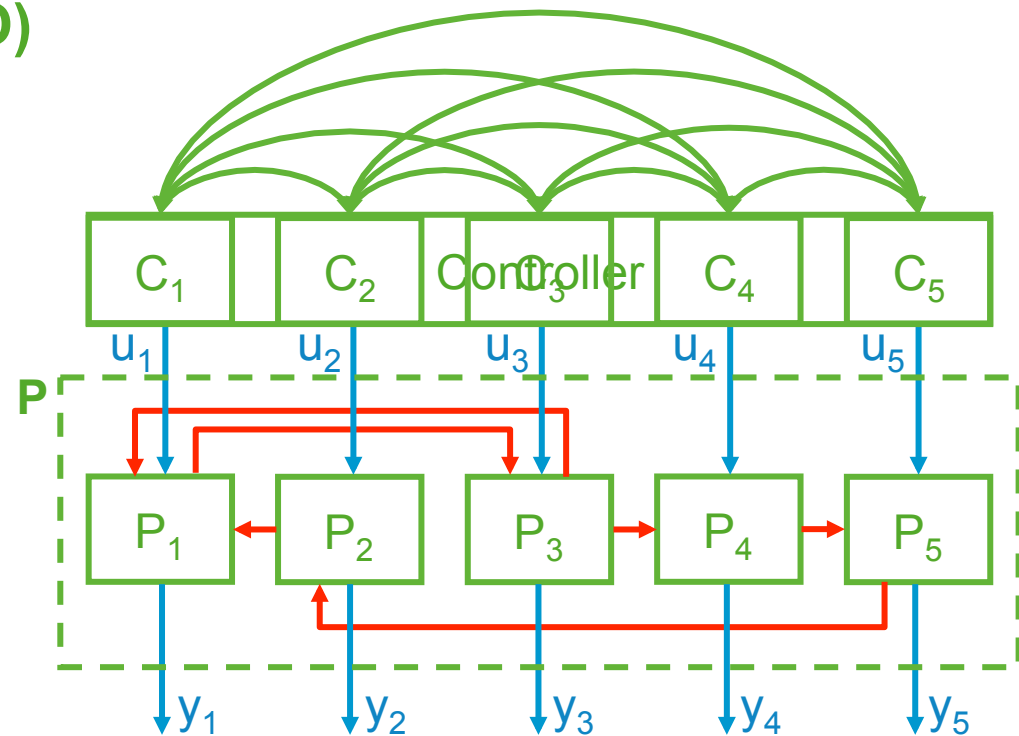 D)
C₁ C₂ Controller C₃ C₄ C₅
u₁ u₂ u₃ u₄ u₅
P
P₁ P₂ P₃ P₄ P₅
y₁ y₂ y₃ y₄ y₅